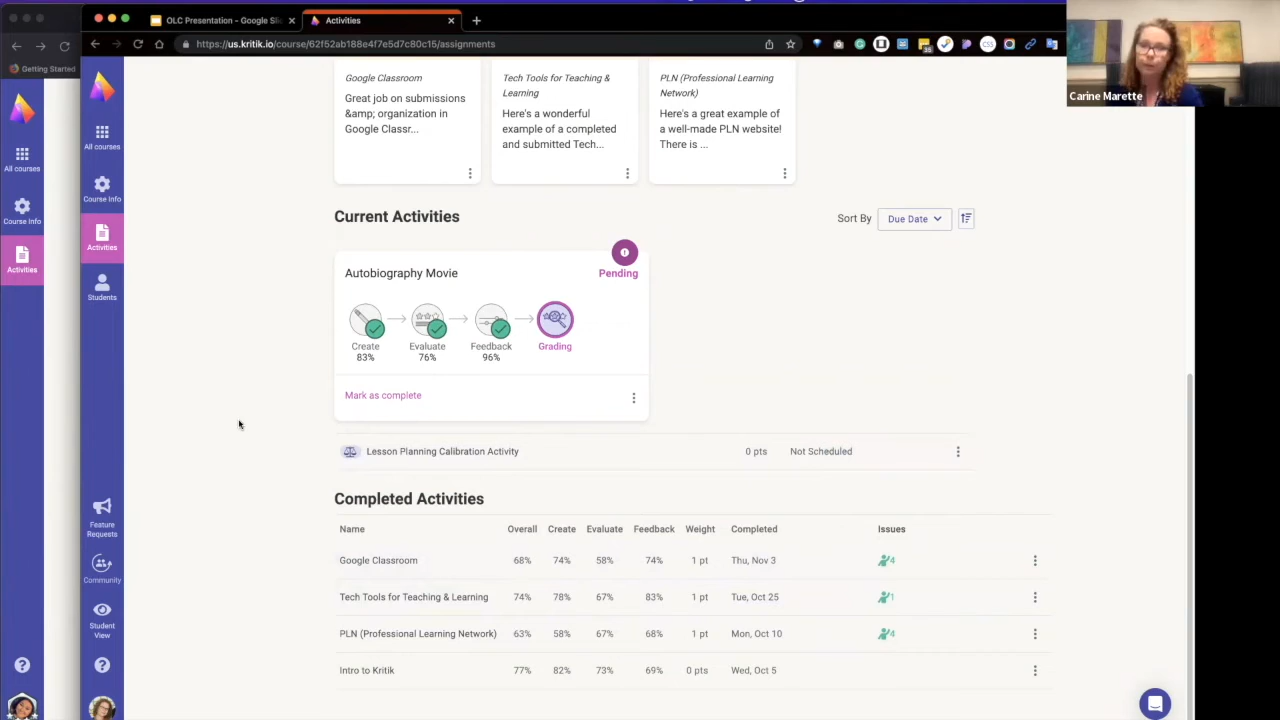 OLC Presentation - Google Sli
Activities
https://us.kritik.io/course/62f52ab188e4f7e5d7c80c15/assignments
Getting Started
Carine Marette
All courses
Course Info
Activities
All courses
Course Info
Activities
Students
Feature
Requests
Community
Student
View
Google Classroom
Great job on submissions
&amp; organization in
Google Classr...
Tech Tools for Teaching &
Learning
Here's a wonderful
example of a completed
and submitted Tech...
PLN (Professional Learning
Network)
Here's a great example of
a well-made PLN website!
There is ...
Current Activities
Sort By Due Date
Autobiography Movie
Pending
Create Evaluate Feedback Grading
83% 76% 96%
Mark as complete
Lesson Planning Calibration Activity 0 pts Not Scheduled
Completed Activities
Name Overall Create Evaluate Feedback Weight Completed Issues
Google Classroom 68% 74% 58% 74% 1 pt Thu, Nov 3 4
Tech Tools for Teaching & Learning 74% 78% 67% 83% 1 pt Tue, Oct 25 1
PLN (Professional Learning Network) 63% 58% 67% 68% 1 pt Mon, Oct 10 4
Intro to Kritik 77% 82% 73% 69% 0 pts Wed, Oct 5